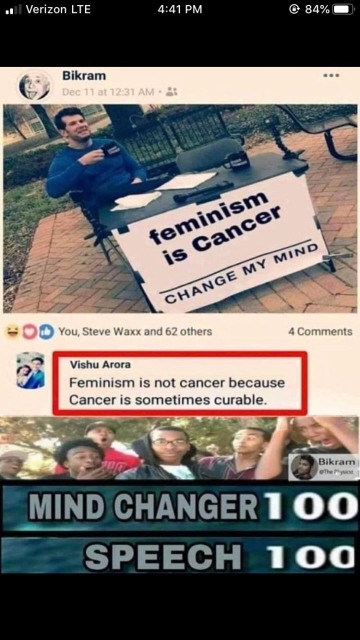 Verizon LTE 4:41 PM 84%
Bikram
Dec 11 at 12:31 AM
feminism
is Cancer
CHANGE MY MIND
You, Steve Waxx and 62 others 4 Comments
Vishu Arora
Feminism is not cancer because
Cancer is sometimes curable.
Bikram
MIND CHANGER 100
SPEECH 100